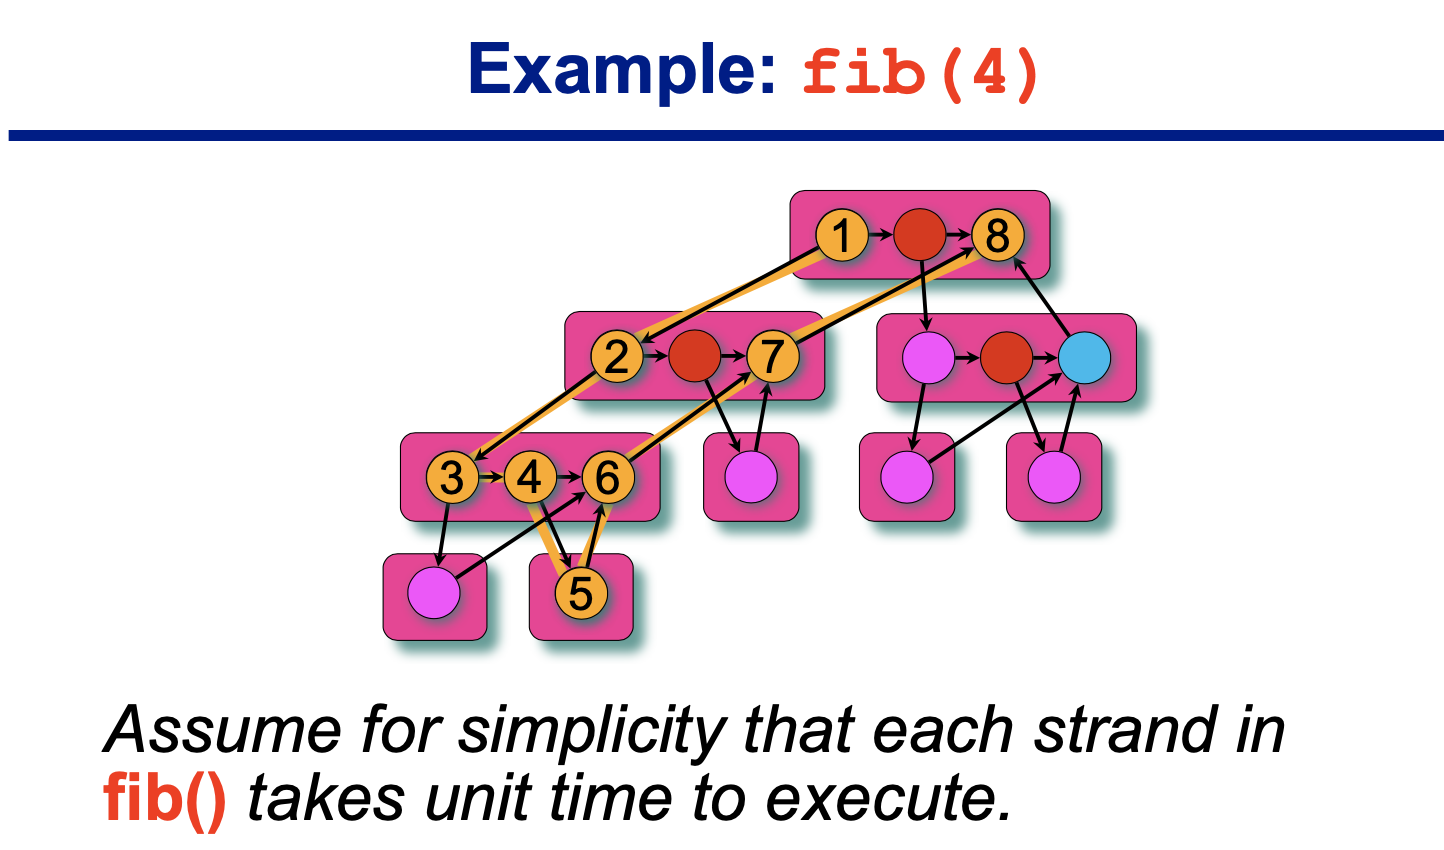 Example: fib(4)
1 8
2 7
3 4 6
5
Assume for simplicity that each strand in
fib() takes unit time to execute.